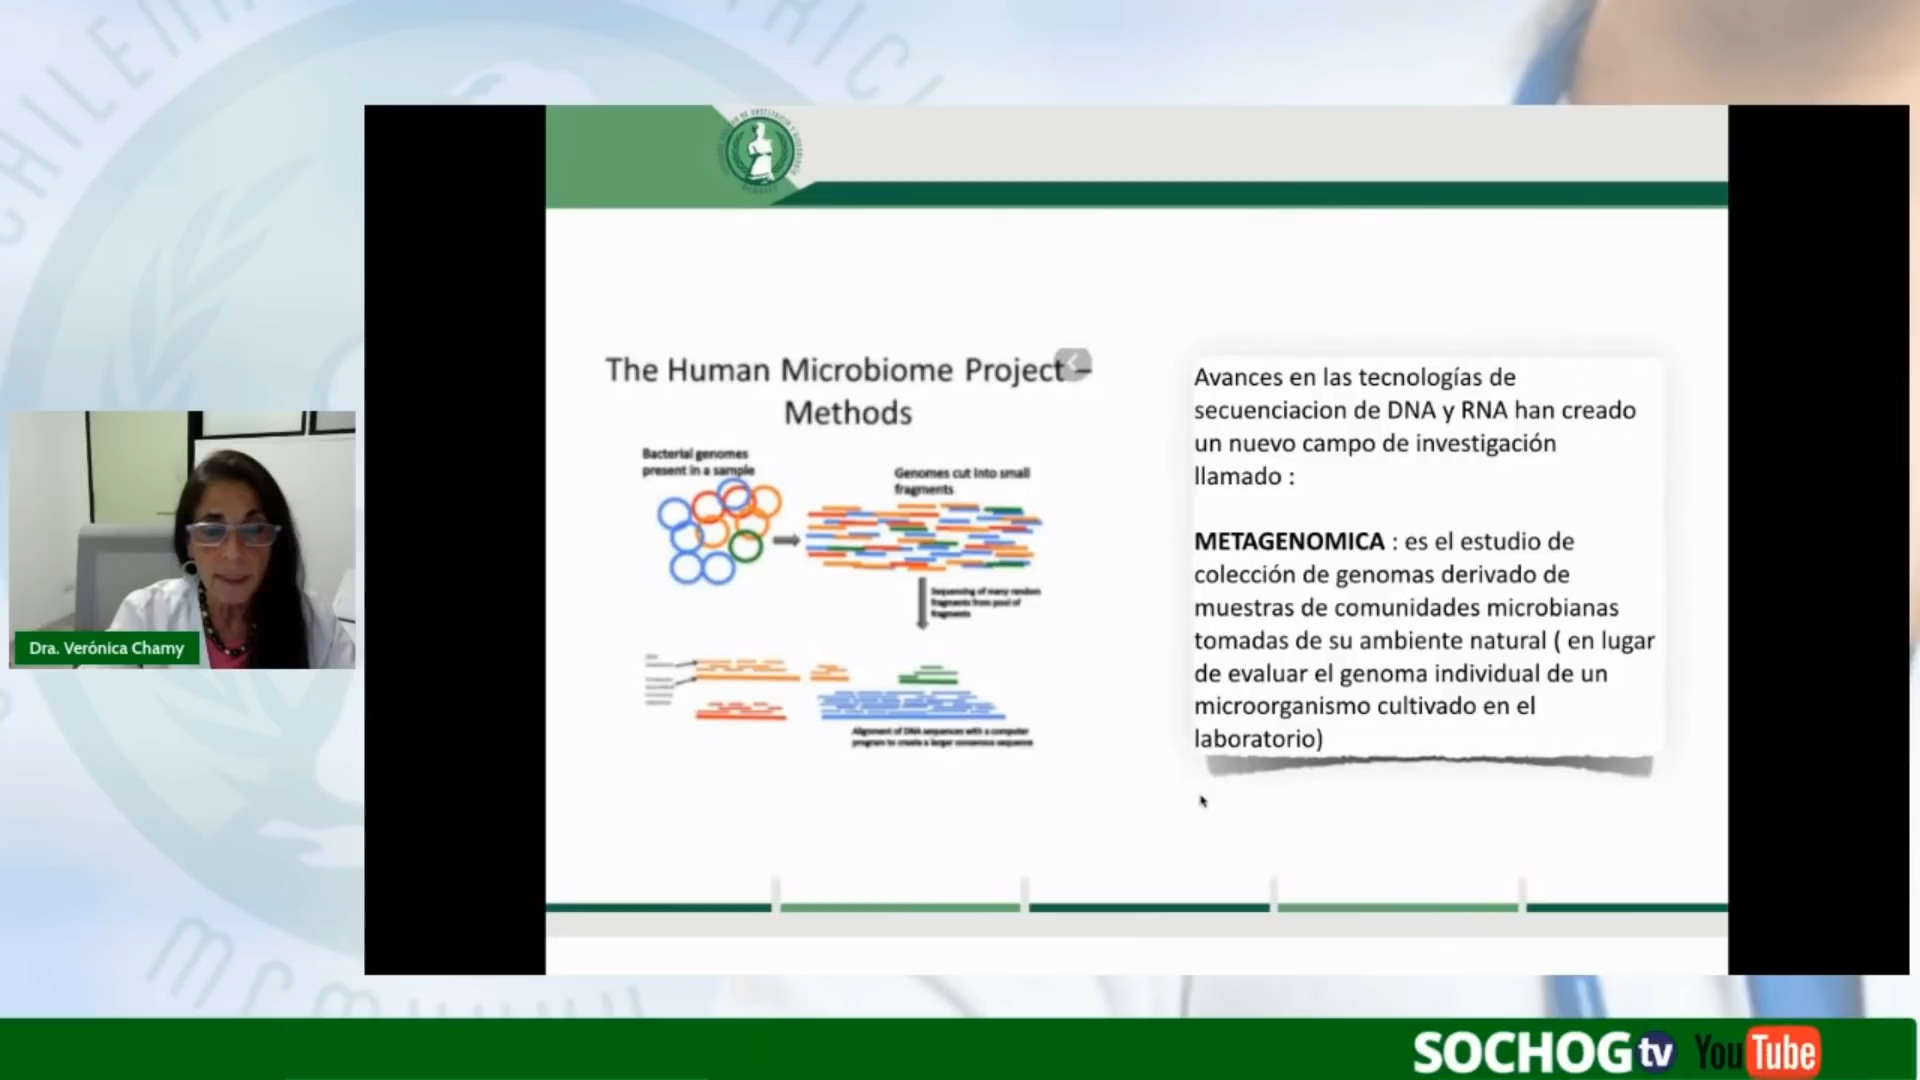 The Human Microbiome Project –
Methods
Bacterial genomes
present in a sample
Genomes cut into small
fragments
Sequencing of many random
fragments from pool of
fragments
Alignment of DNA sequences with a computer
program to create a larger consensus sequence
Avances en las tecnologías de
secuenciacion de DNA y RNA han creado
un nuevo campo de investigación
llamado :
METAGENOMICA : es el estudio de
colección de genomas derivado de
muestras de comunidades microbianas
tomadas de su ambiente natural ( en lugar
de evaluar el genoma individual de un
microorganismo cultivado en el
laboratorio)
Dra. Verónica Chamy
SOCHOG tv YouTube